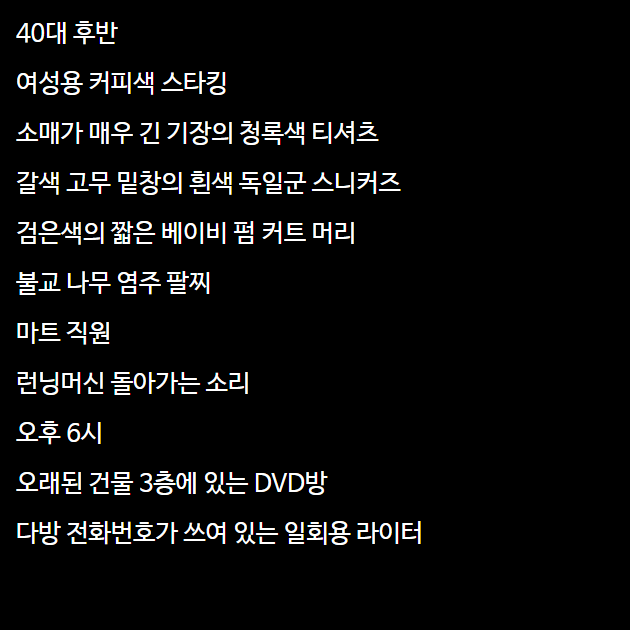 40대 후반
여성용 커피색 스타킹
소매가 매우 긴 기장의 청록색 티셔츠
갈색 고무 밑창의 흰색 독일군 스니커즈
검은색의 짧은 베이비 펌 커트 머리
불교 나무 염주 팔찌
마트 직원
런닝머신 돌아가는 소리
오후 6시
오래된 건물 3층에 있는 DVD방
다방 전화번호가 쓰여 있는 일회용 라이터